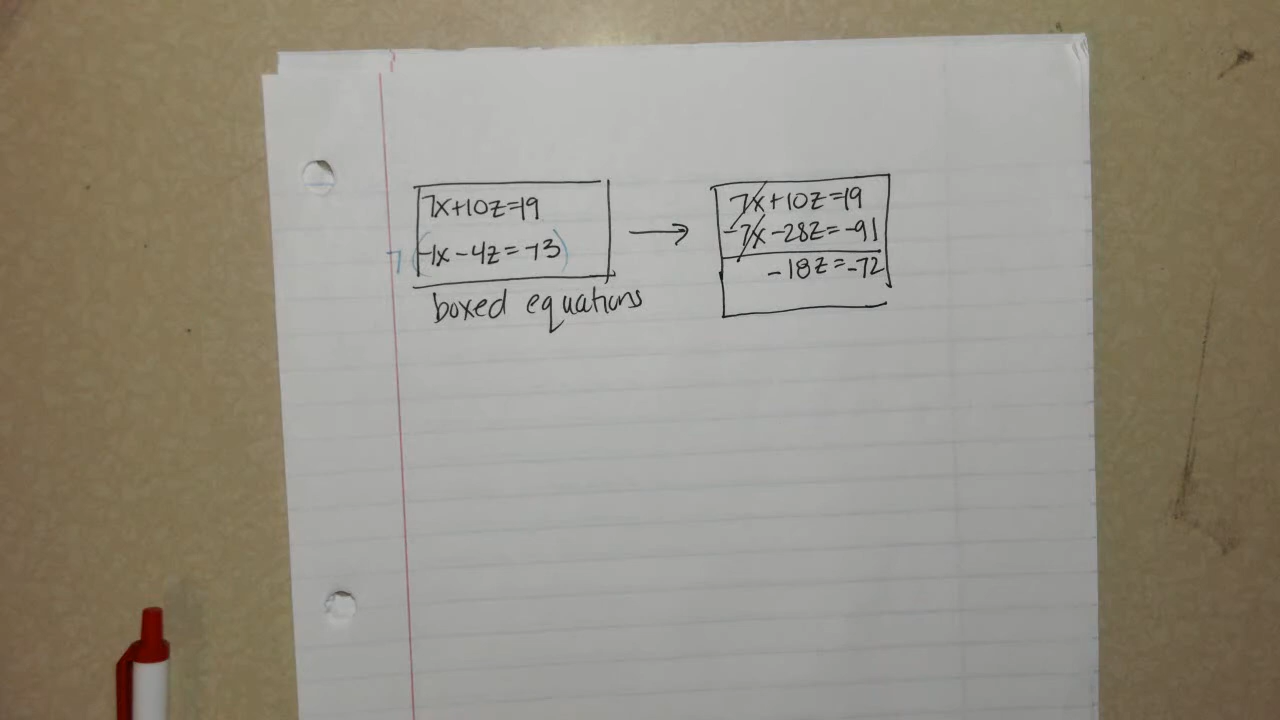 7x+10z=19
7(-1x-4z=-13)
boxed equations
→
7x+10z=19
-7x-28z=-91
-18z=-72